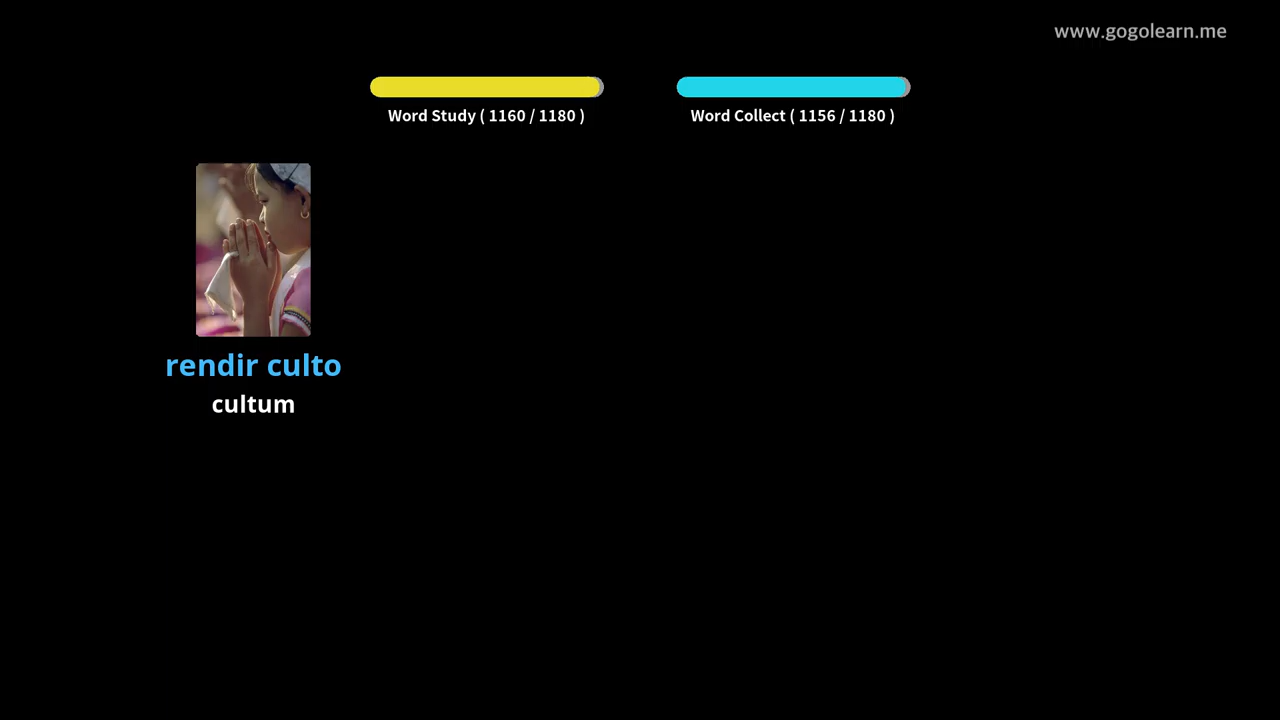 www.gogolearn.me
Word Study ( 1160 / 1180 )
Word Collect ( 1156 / 1180 )
rendir culto
cultum